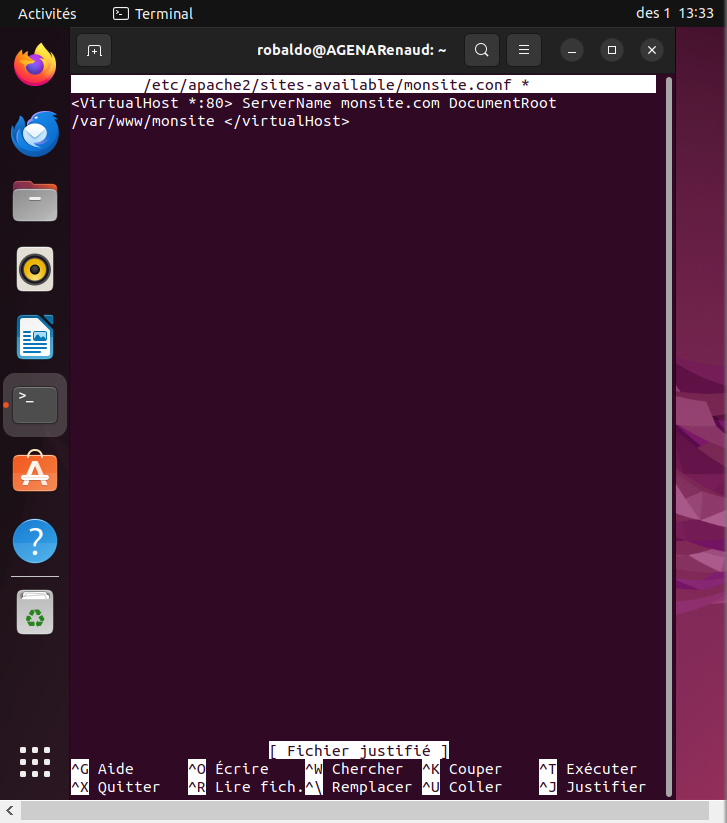 Activités Terminal des 1 13:33
robaldo@AGENARenaud: ~
/etc/apache2/sites-available/monsite.conf *
<VirtualHost *:80> ServerName monsite.com DocumentRoot
/var/www/monsite </virtualHost>
[ Fichier justifié ]
^G Aide ^O Écrire ^W Chercher ^K Couper ^T Exécuter
^X Quitter ^R Lire fich. ^\ Remplacer ^U Coller ^J Justifier